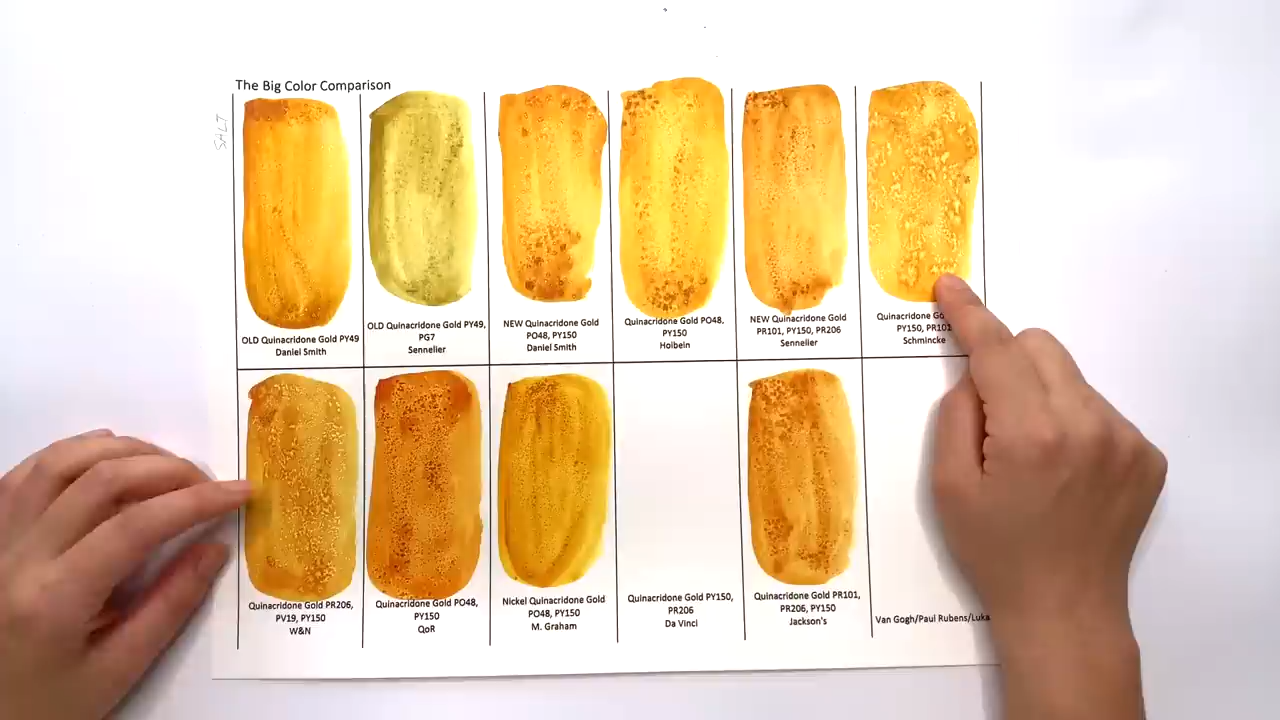 The Big Color Comparison
SALT
OLD Quinacridone Gold PY49
Daniel Smith
OLD Quinacridone Gold PY49,
PG7
Sennelier
NEW Quinacridone Gold
PO48, PY150
Daniel Smith
Quinacridone Gold PO48,
PY150
Holbein
NEW Quinacridone Gold
PR101, PY150, PR206
Sennelier
Quinacridone
PY150, PR101
Schmincke
Quinacridone Gold PR206,
PV19, PY150
W&N
Quinacridone Gold PO48,
PY150
QoR
Nickel Quinacridone Gold
PO48, PY150
M. Graham
Quinacridone Gold PY150,
PR206
Da Vinci
Quinacridone Gold PR101,
PR206, PY150
Jackson's
Van Gogh/Paul Rubens/Lukas